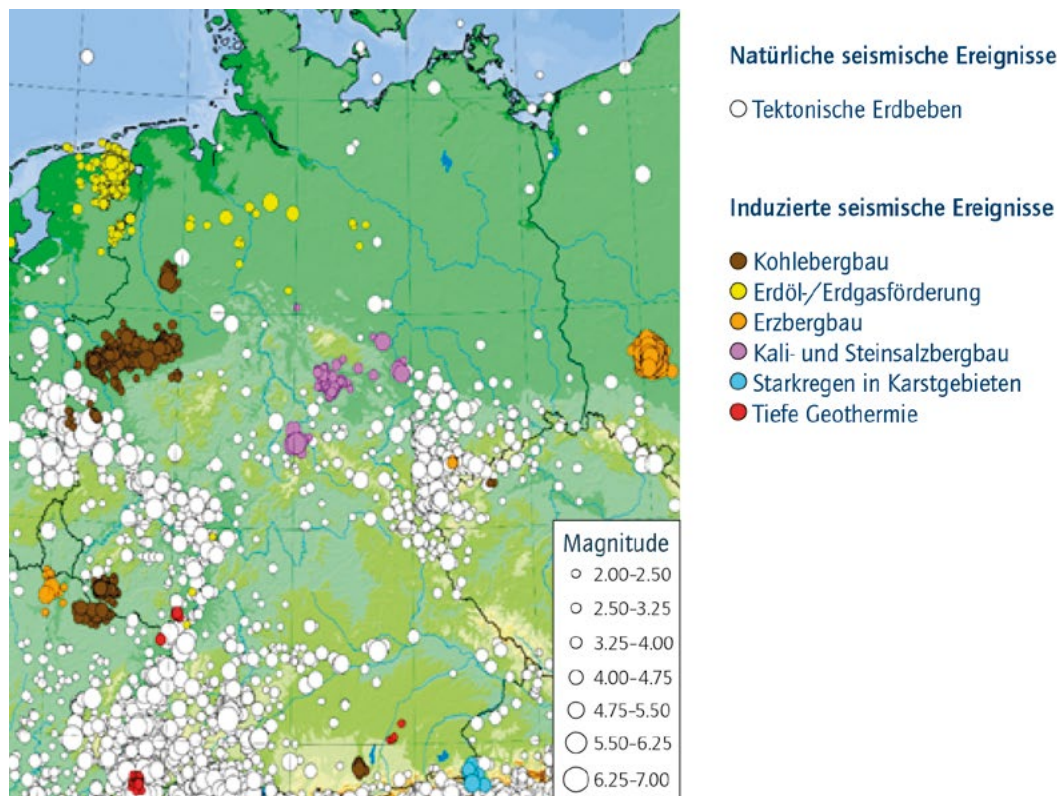 Natürliche seismische Ereignisse
Tektonische Erdbeben
Induzierte seismische Ereignisse
Kohlebergbau
Erdöl-/Erdgasförderung
Erzbergbau
Kali- und Steinsalzbergbau
Starkregen in Karstgebieten
Tiefe Geothermie
Magnitude
2.00–2.50
2.50–3.25
3.25–4.00
4.00–4.75
4.75–5.50
5.50–6.25
6.25–7.00